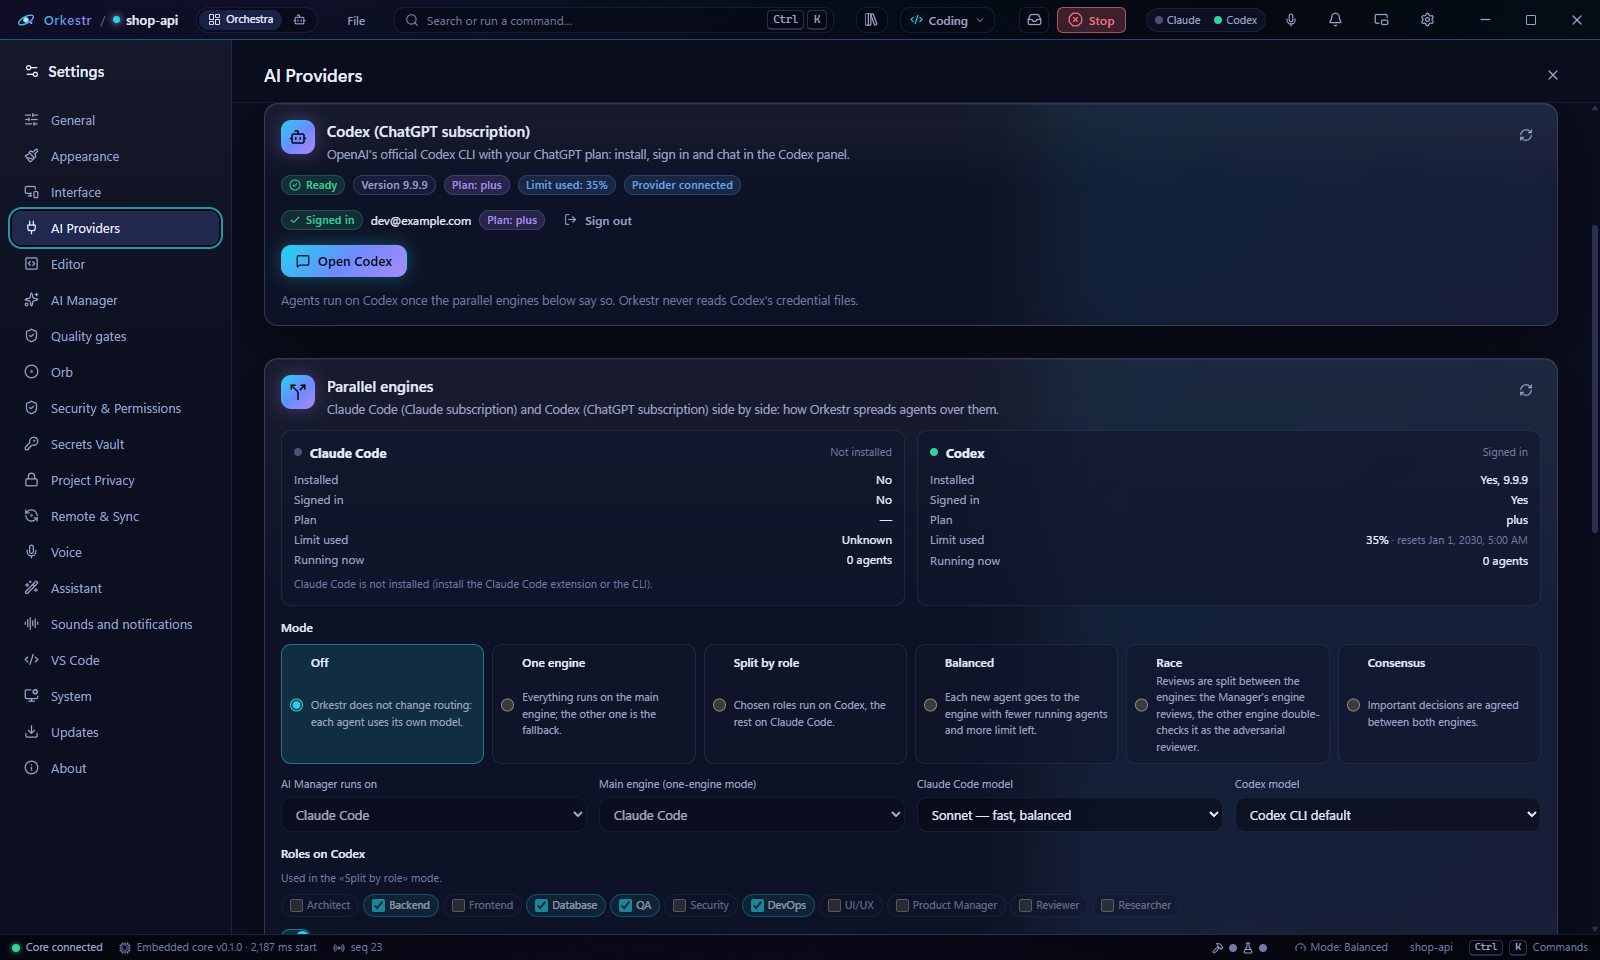 Orkestr / shop-api
Orchestra
File
Search or run a command...
Ctrl K
Coding
Stop
Claude
Codex
Settings
General
Appearance
Interface
AI Providers
Editor
AI Manager
Quality gates
Orb
Security & Permissions
Secrets Vault
Project Privacy
Remote & Sync
Voice
Assistant
Sounds and notifications
VS Code
System
Updates
About
AI Providers
Codex (ChatGPT subscription)
OpenAI's official Codex CLI with your ChatGPT plan: install, sign in and chat in the Codex panel.
Ready
Version 9.9.9
Plan: plus
Limit used: 35%
Provider connected
Signed in
dev@example.com
Plan: plus
Sign out
Open Codex
Agents run on Codex once the parallel engines below say so. Orkestr never reads Codex's credential files.
Parallel engines
Claude Code (Claude subscription) and Codex (ChatGPT subscription) side by side: how Orkestr spreads agents over them.
Claude Code
Not installed
Installed No
Signed in No
Plan —
Limit used Unknown
Running now 0 agents
Claude Code is not installed (install the Claude Code extension or the CLI).
Codex
Signed in
Installed Yes, 9.9.9
Signed in Yes
Plan plus
Limit used 35% · resets Jan 1, 2030, 5:00 AM
Running now 0 agents
Mode
Off
Orkestr does not change routing:
each agent uses its own model.
One engine
Everything runs on the main
engine; the other one is the
fallback.
Split by role
Chosen roles run on Codex, the
rest on Claude Code.
Balanced
Each new agent goes to the
engine with fewer running agents
and more limit left.
Race
Reviews are split between the
engines: the Manager's engine
reviews, the other engine double-
checks it as the adversarial
reviewer.
Consensus
Important decisions are agreed
between both engines.
AI Manager runs on
Claude Code
Main engine (one-engine mode)
Claude Code
Claude Code model
Sonnet — fast, balanced
Codex model
Codex CLI default
Roles on Codex
Used in the «Split by role» mode.
Architect
Backend
Frontend
Database
QA
Security
DevOps
UI/UX
Product Manager
Reviewer
Researcher
Core connected
Embedded core v0.1.0 · 2,187 ms start
seq 23
Mode: Balanced
shop-api
Ctrl K Commands